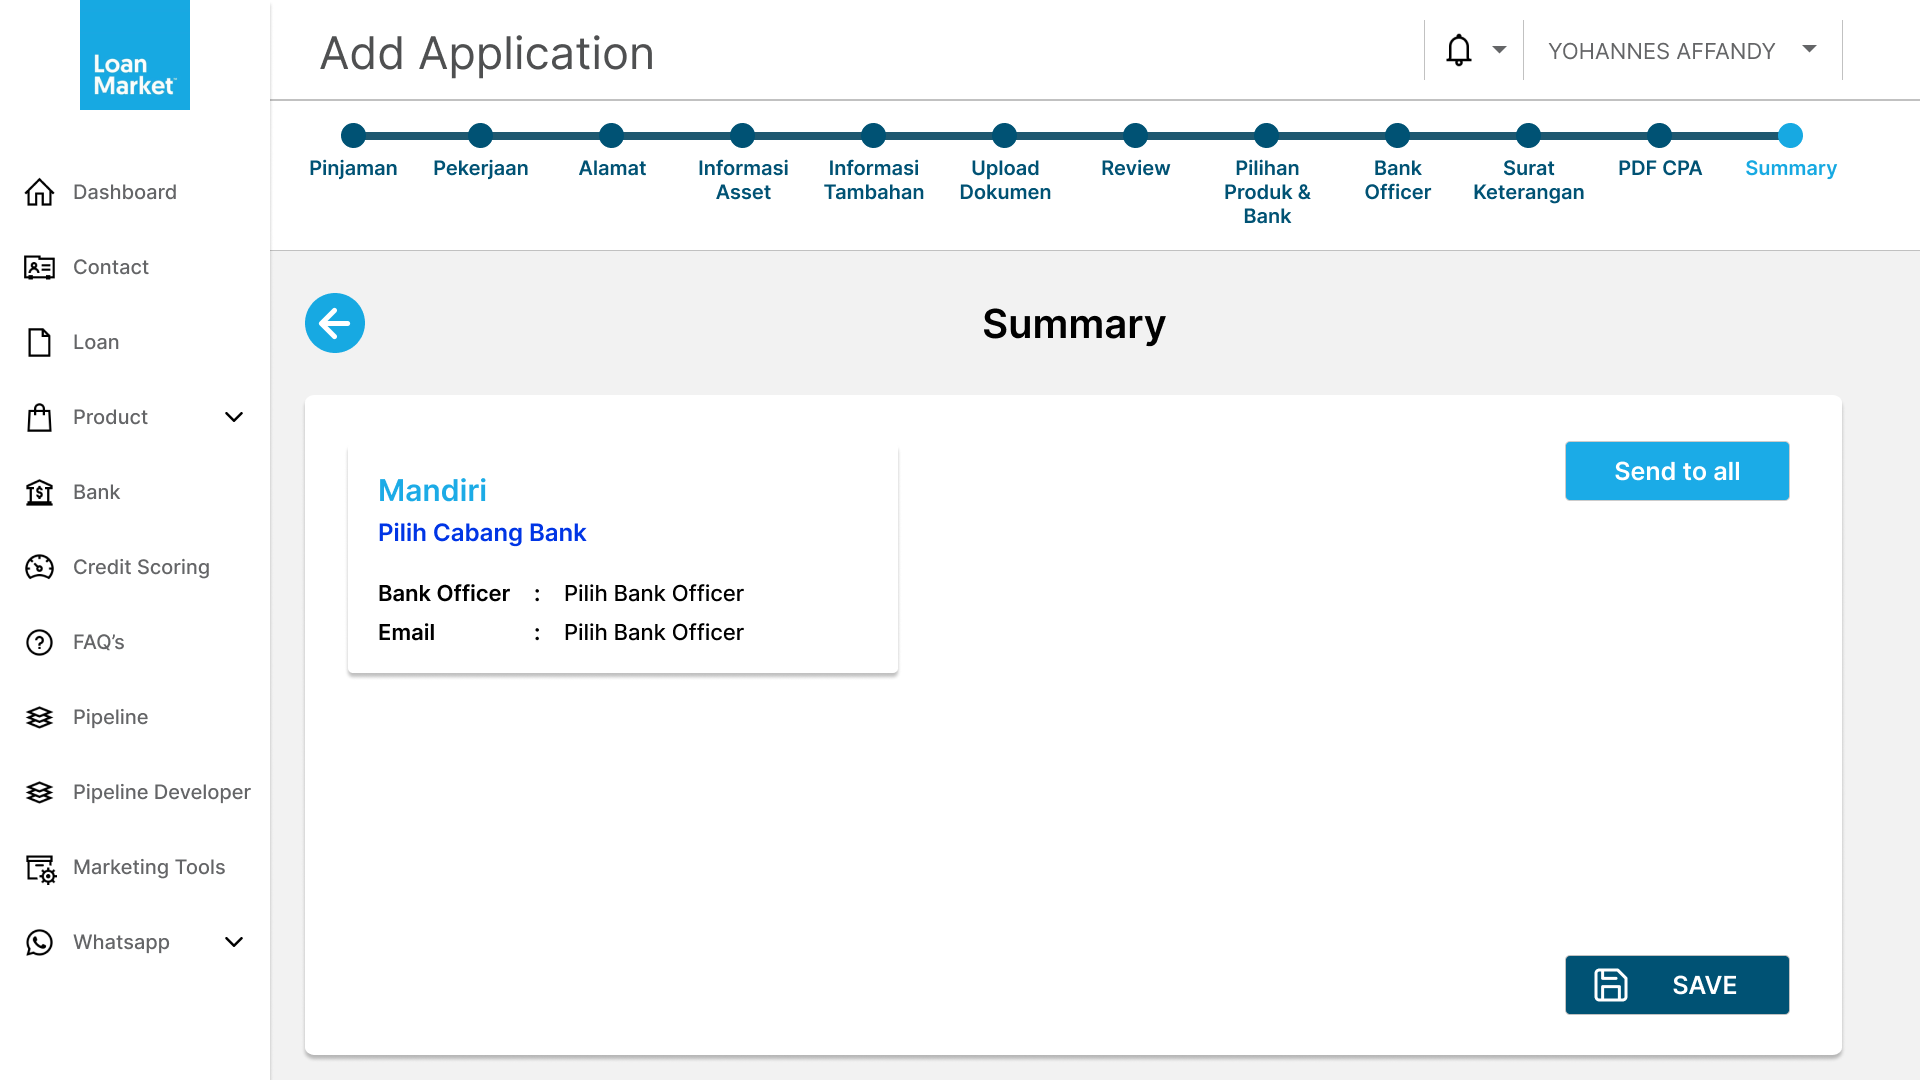 Loan
Market
Add Application
YOHANNES AFFANDY
Pinjaman
Pekerjaan
Alamat
Informasi
Asset
Informasi
Tambahan
Upload
Dokumen
Review
Pilihan
Produk &
Bank
Bank
Officer
Surat
Keterangan
PDF CPA
Summary
Dashboard
Contact
Loan
Product
Bank
Credit Scoring
FAQ’s
Pipeline
Pipeline Developer
Marketing Tools
Whatsapp
Summary
Send to all
Mandiri
Pilih Cabang Bank
Bank Officer : Pilih Bank Officer
Email : Pilih Bank Officer
SAVE